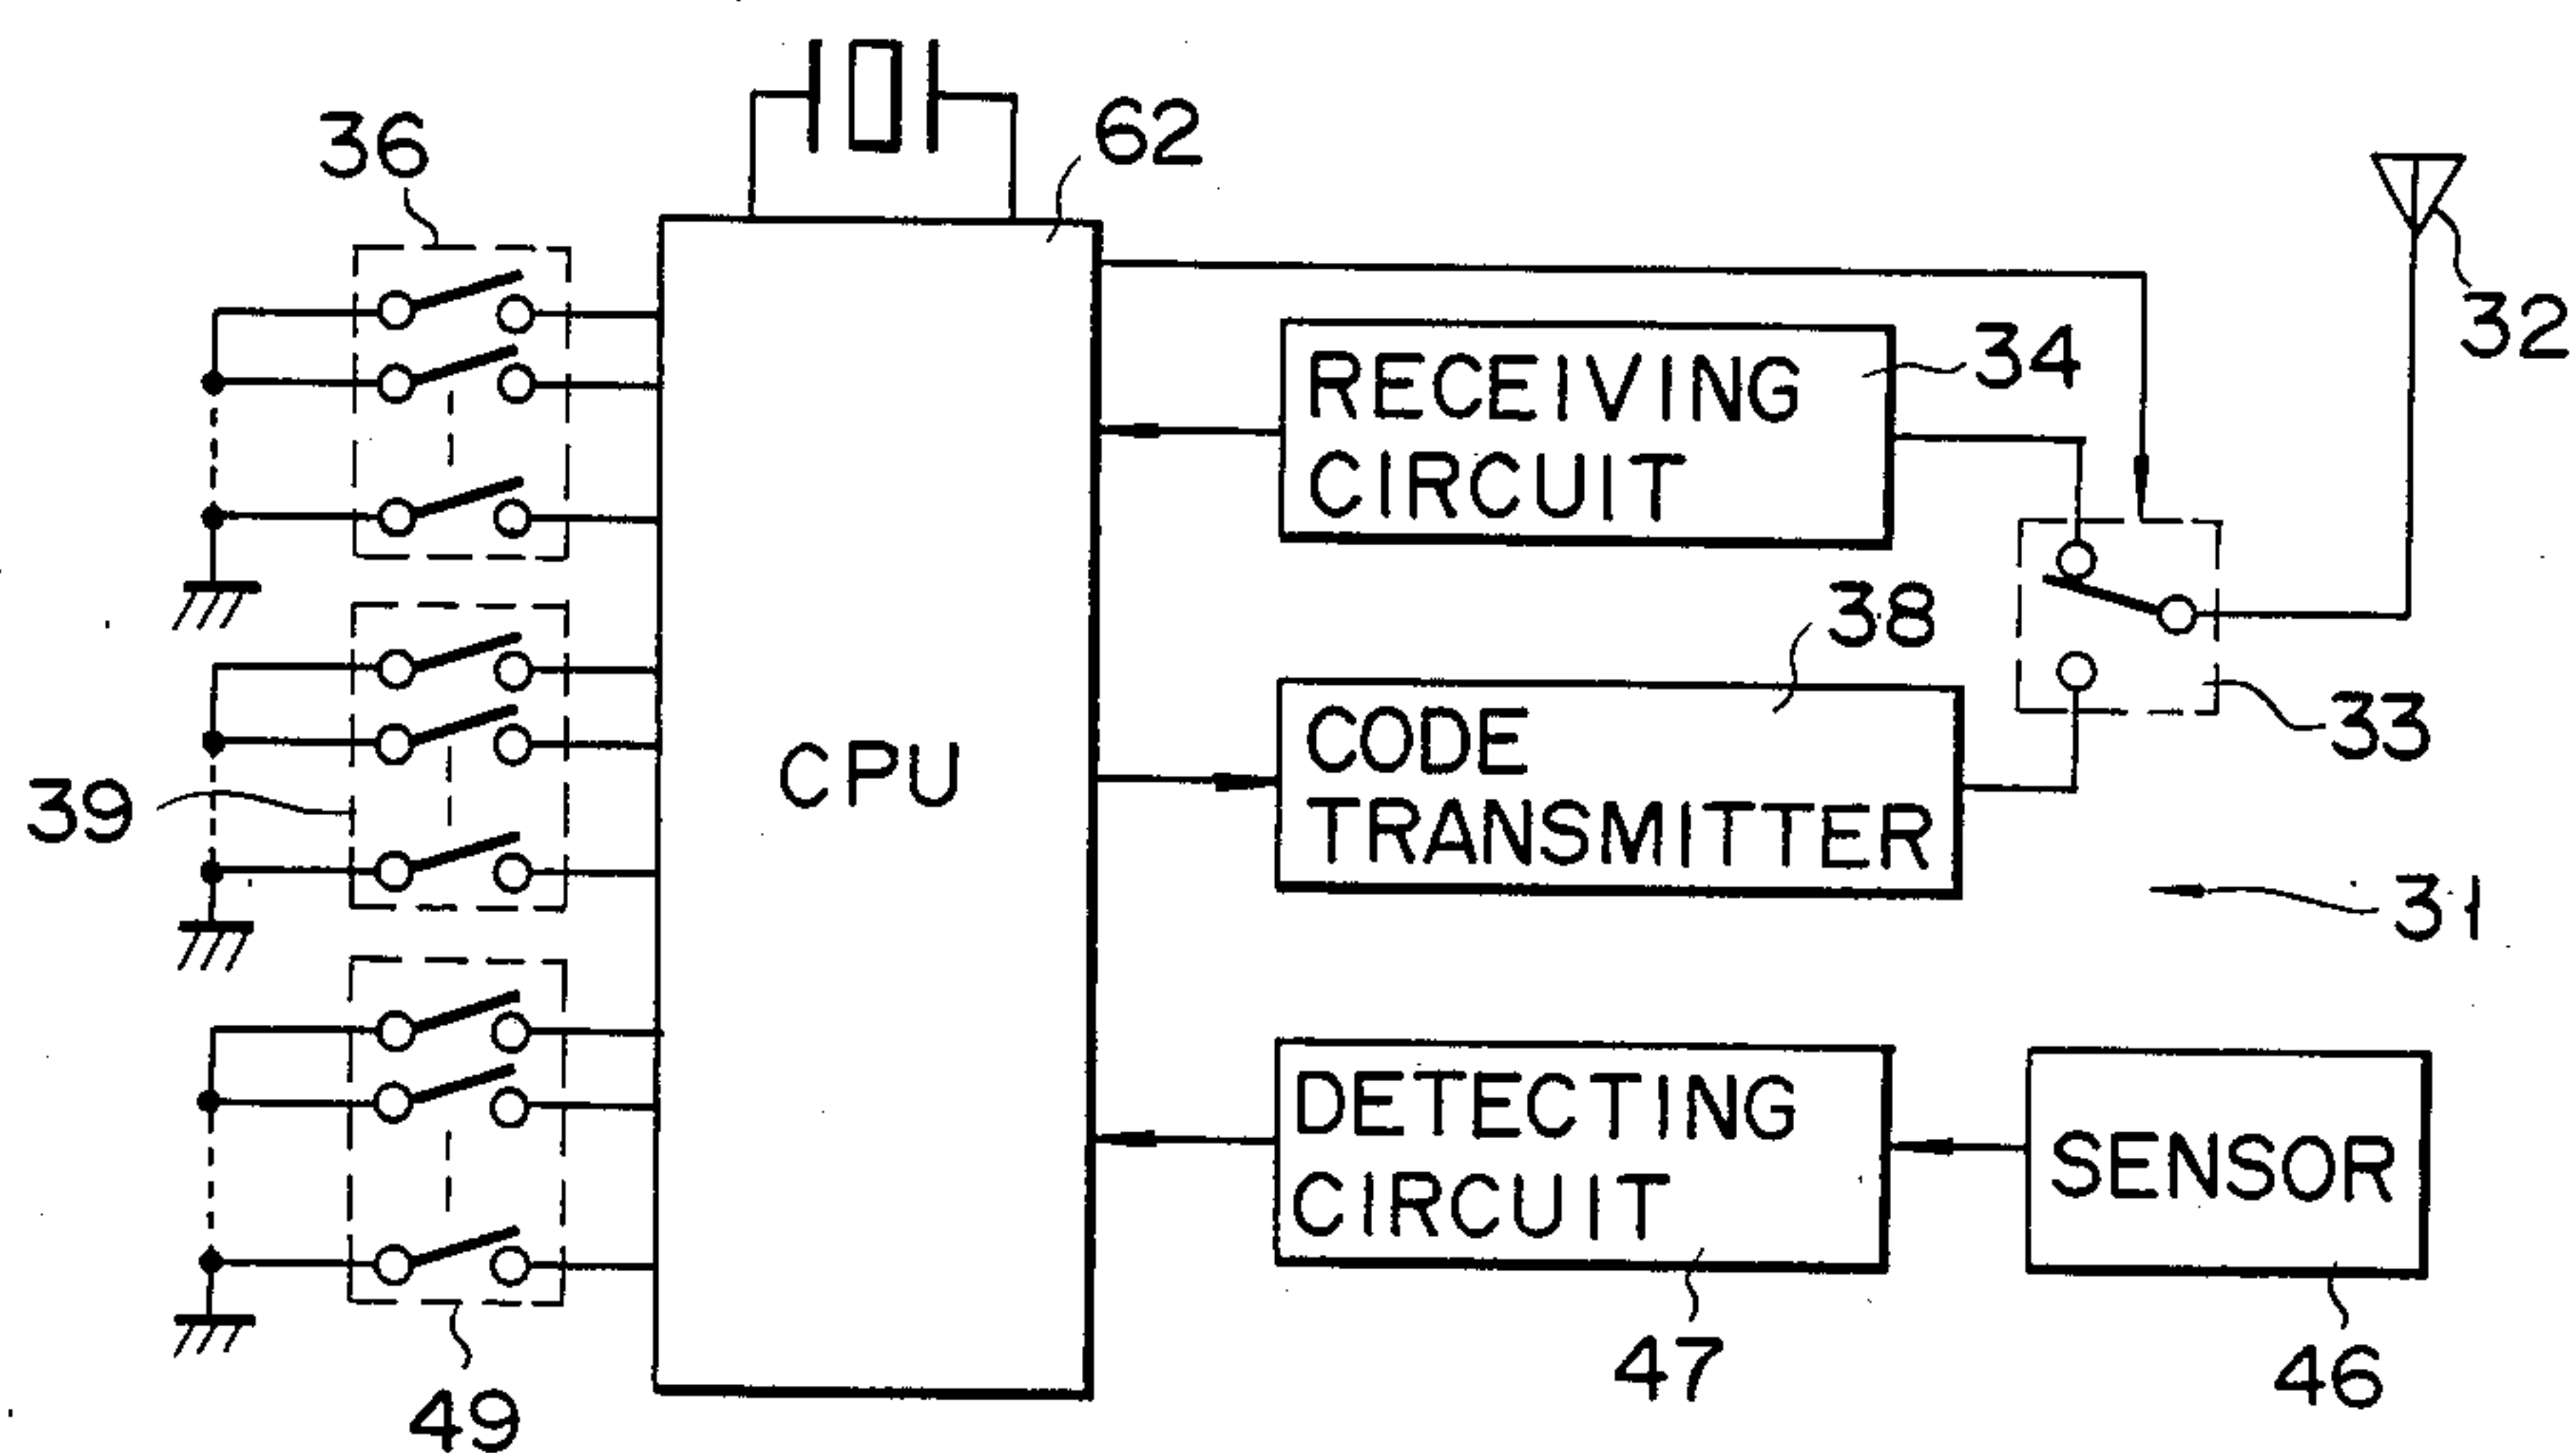 36
62
32
RECEIVING
CIRCUIT
34
38
CPU
CODE
TRANSMITTER
33
39
31
DETECTING
CIRCUIT
SENSOR
47
46
49